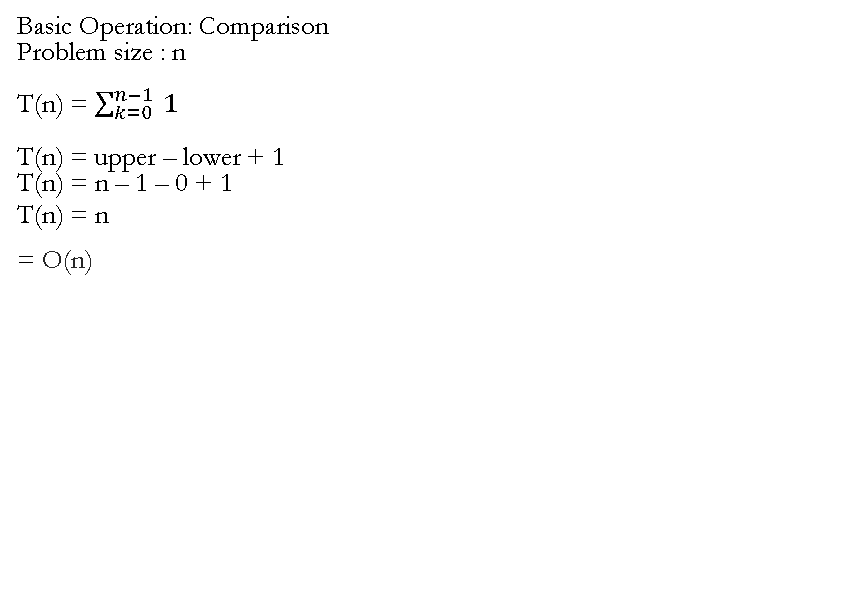 Basic Operation: Comparison
Problem size : n
T(n) = ∑_{k=0}^{n−1} 1
T(n) = upper – lower + 1
T(n) = n – 1 – 0 + 1
T(n) = n
= O(n)